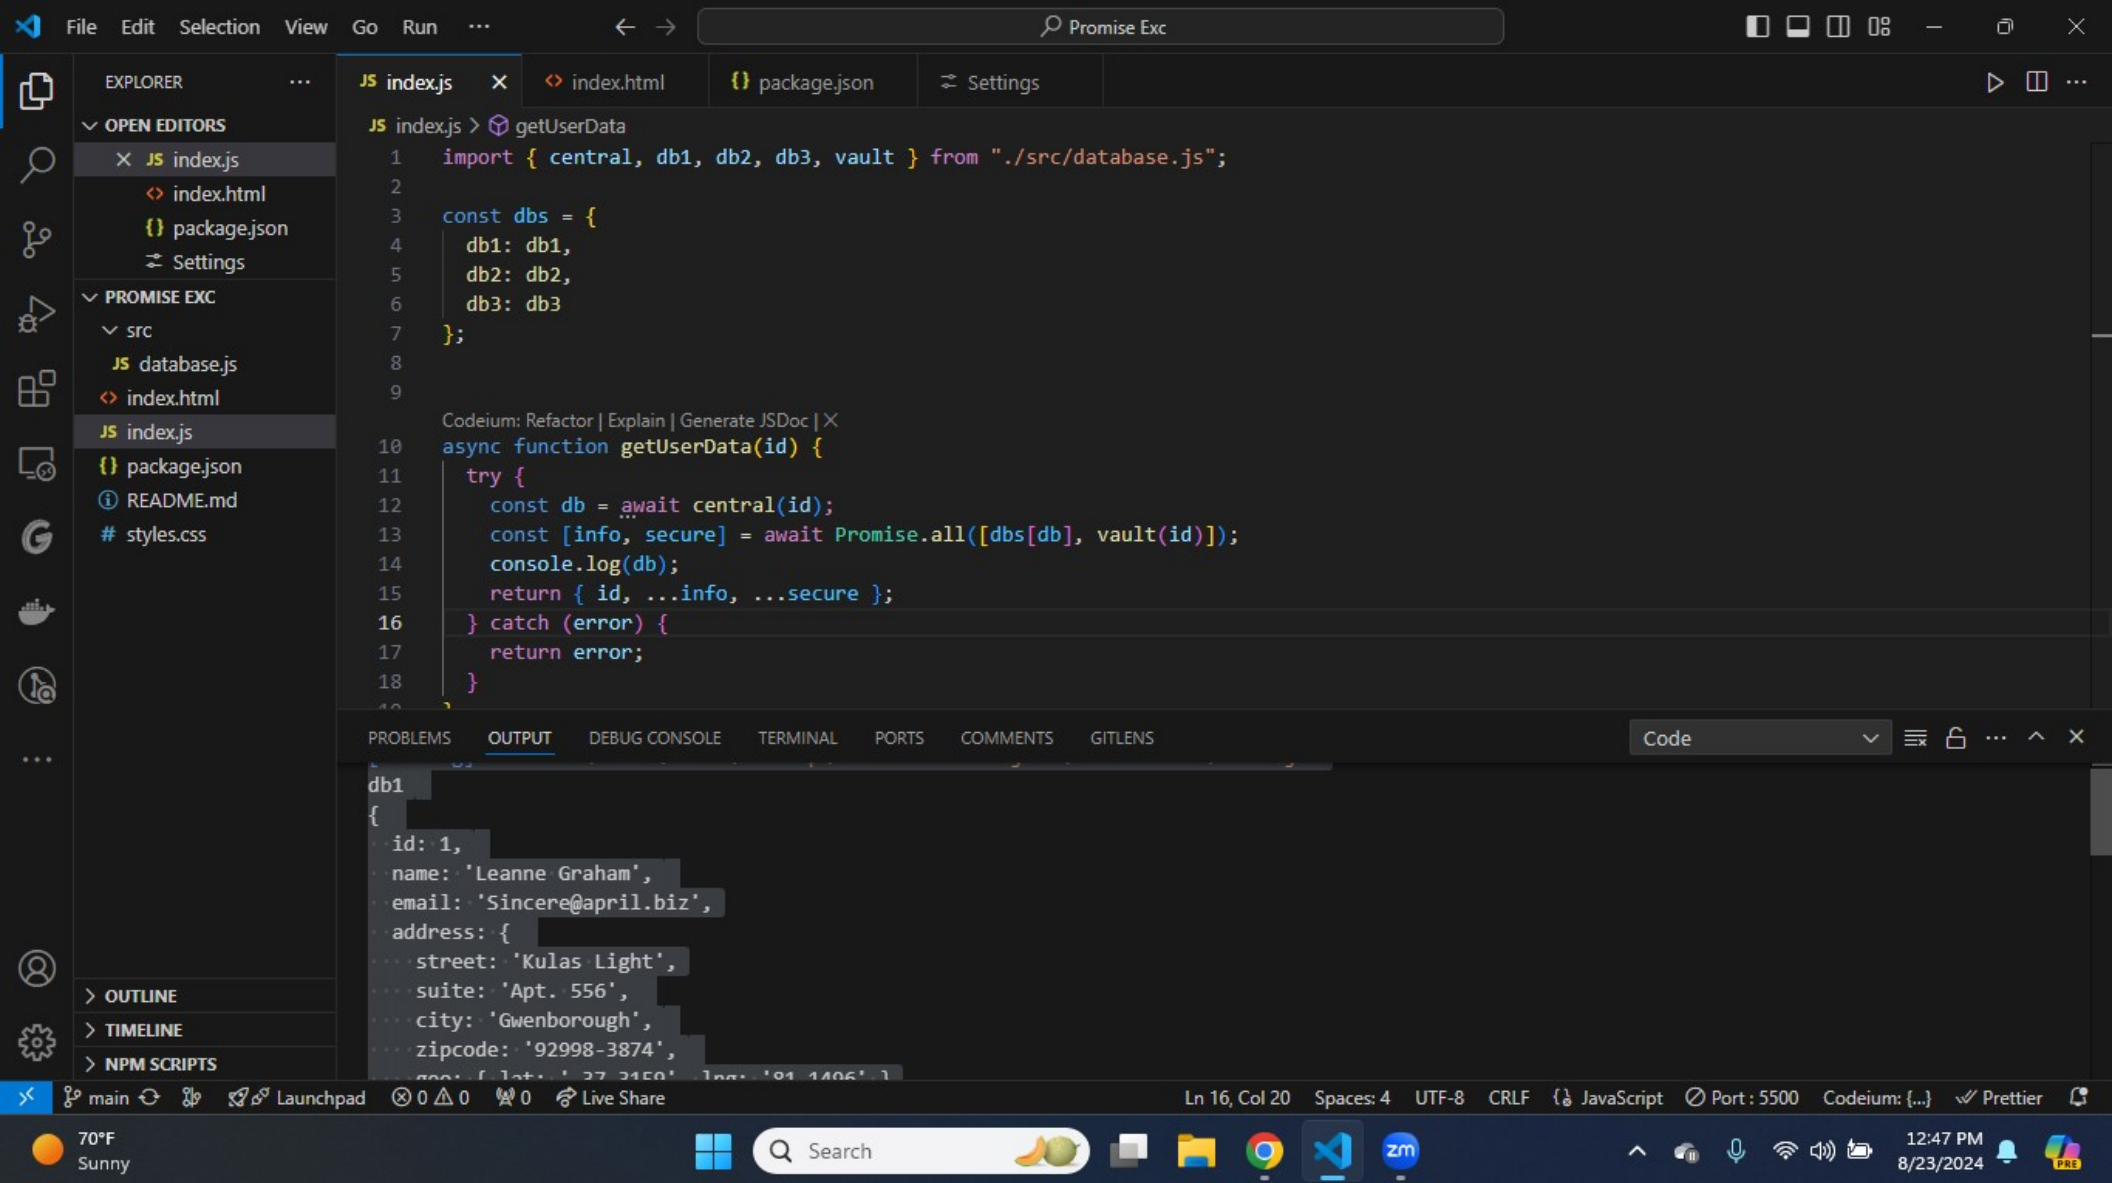 File Edit Selection View Go Run ···
Promise Exc
EXPLORER
OPEN EDITORS
JS index.js
index.html
{} package.json
Settings
PROMISE EXC
src
JS database.js
index.html
JS index.js
{} package.json
README.md
# styles.css
OUTLINE
TIMELINE
NPM SCRIPTS
JS index.js
index.html
{} package.json
Settings
JS index.js > getUserData
1 import { central, db1, db2, db3, vault } from "./src/database.js";
2
3 const dbs = {
4 db1: db1,
5 db2: db2,
6 db3: db3
7 };
8
9
Codeium: Refactor | Explain | Generate JSDoc | X
10 async function getUserData(id) {
11 try {
12 const db = await central(id);
13 const [info, secure] = await Promise.all([dbs[db], vault(id)]);
14 console.log(db);
15 return { id, ...info, ...secure };
16 } catch (error) {
17 return error;
18 }
PROBLEMS OUTPUT DEBUG CONSOLE TERMINAL PORTS COMMENTS GITLENS
Code
db1
{
id: 1,
name: 'Leanne Graham',
email: 'Sincere@april.biz',
address: {
street: 'Kulas Light',
suite: 'Apt. 556',
city: 'Gwenborough',
zipcode: '92998-3874',
main
Launchpad
0 0
0
Live Share
Ln 16, Col 20
Spaces: 4
UTF-8
CRLF
JavaScript
Port : 5500
Codeium: {...}
Prettier
70°F
Sunny
Search
zm
12:47 PM
8/23/2024
PRE